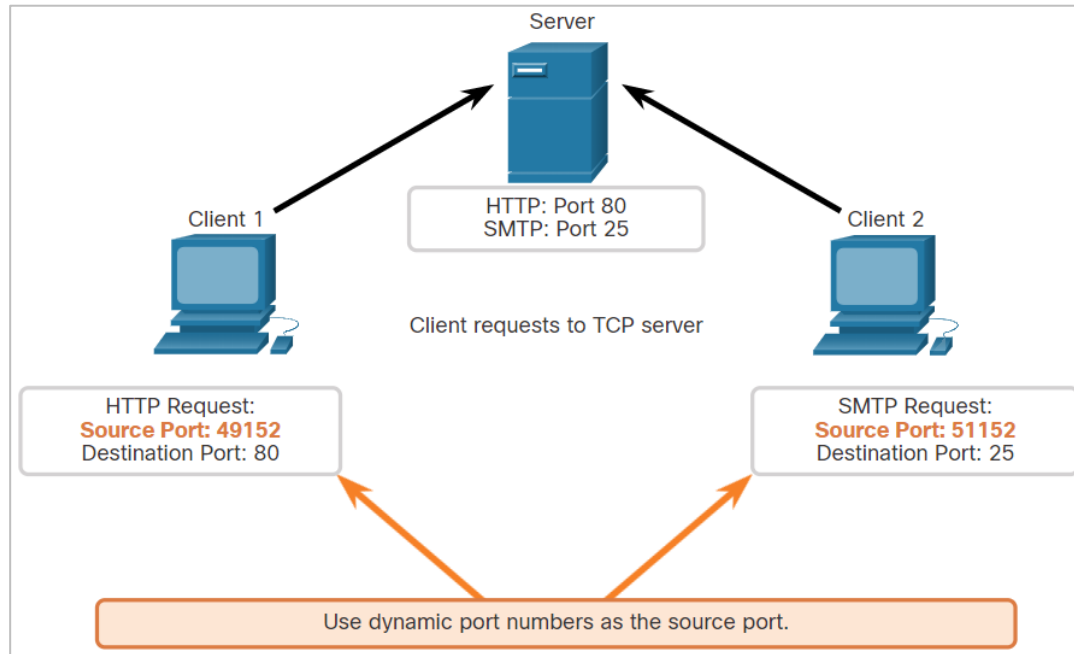 Server
HTTP: Port 80
SMTP: Port 25
Client 1
Client 2
Client requests to TCP server
HTTP Request:
Source Port: 49152
Destination Port: 80
SMTP Request:
Source Port: 51152
Destination Port: 25
Use dynamic port numbers as the source port.